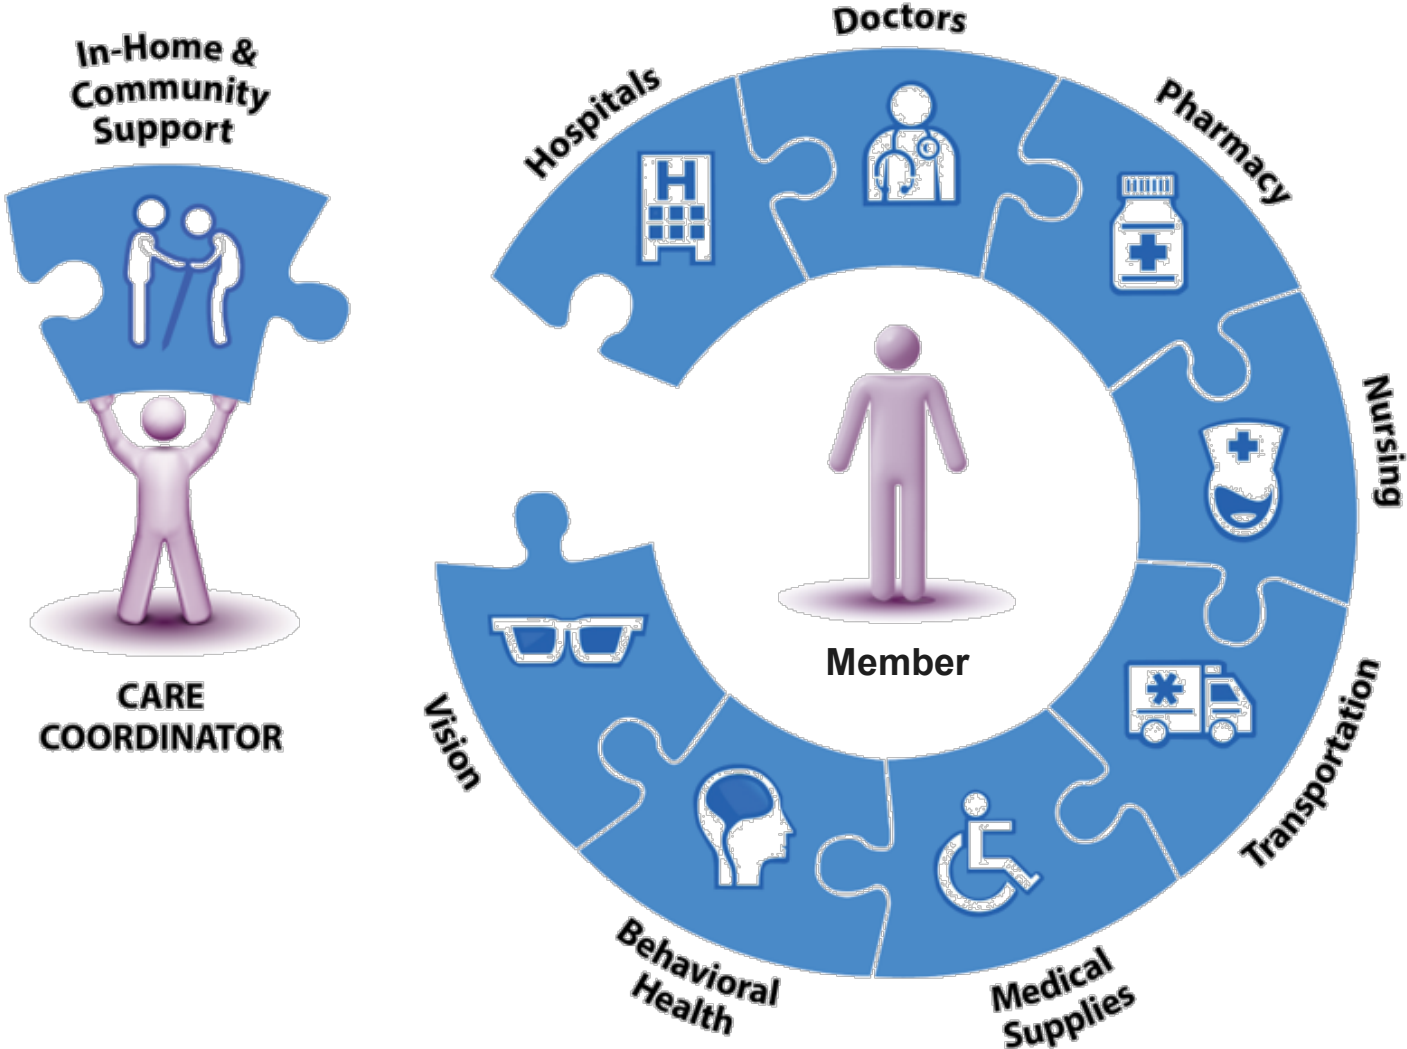 In-Home &
Community
Support
CARE
COORDINATOR
Hospitals
Doctors
Pharmacy
Nursing
Transportation
Medical
Supplies
Behavioral
Health
Vision
Member
H